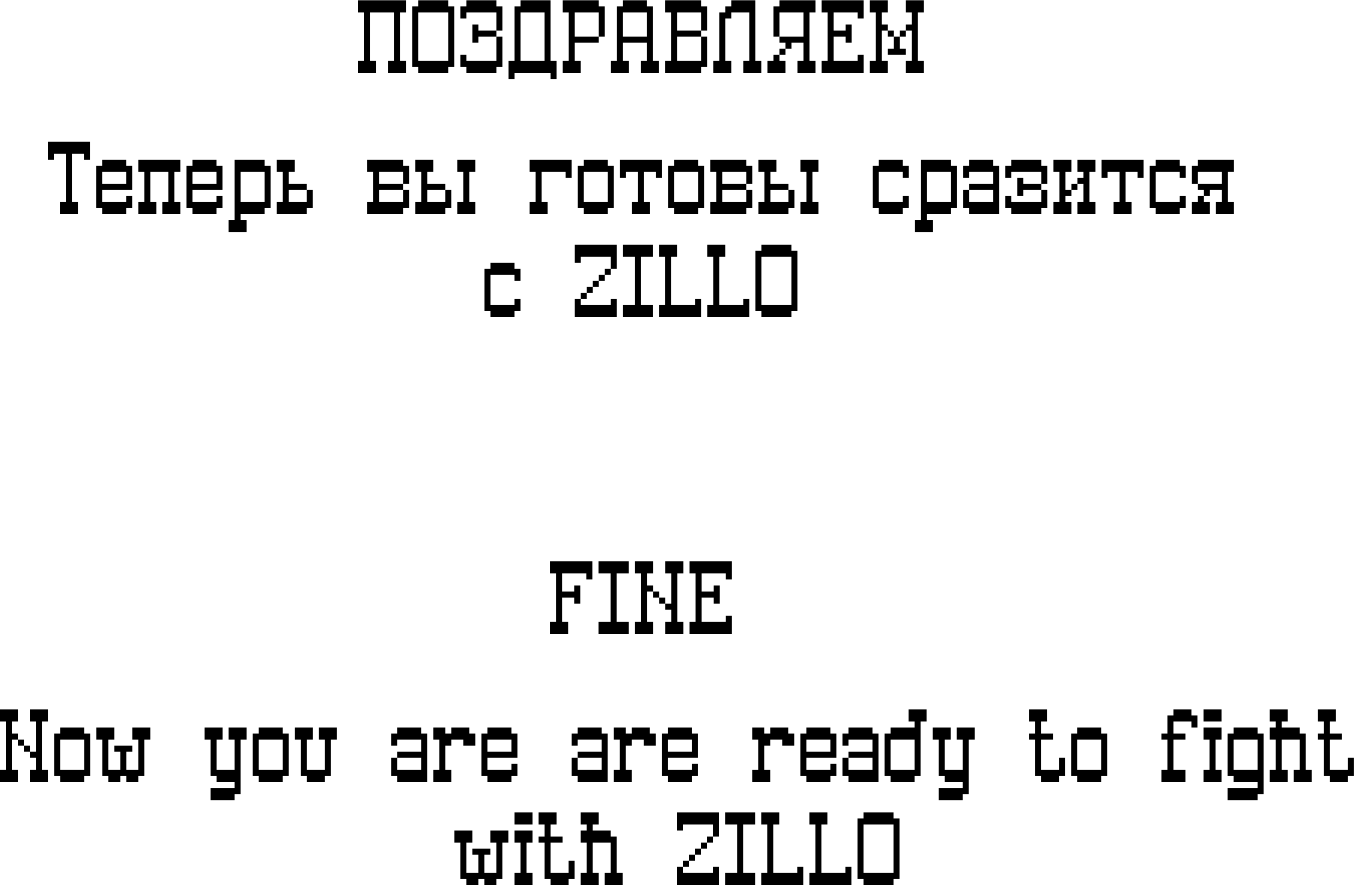 ПОЗДРАВЛЯЕМ
Теперь вы готовы сразится
с ZILLO
FINE
Now you are are ready to fight
with ZILLO